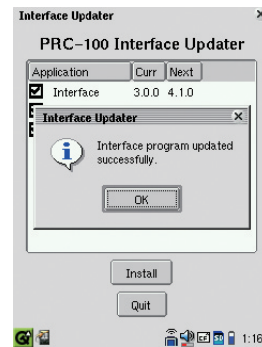 Interface Updater
PRC-100 Interface Updater
Application Curr Next
Interface 3.0.0 4.1.0
Interface Updater
Interface program updated
successfully.
OK
Install
Quit
1:16